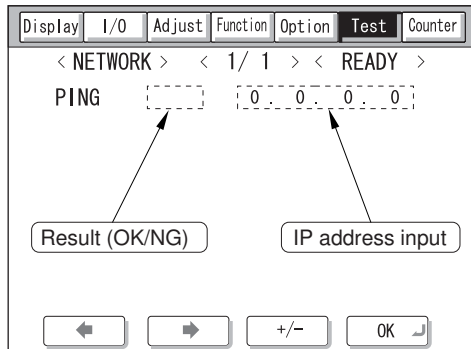 Display I/O Adjust Function Option Test Counter
< NETWORK > < 1/ 1 > < READY >
PING 0. 0. 0. 0
Result (OK/NG) IP address input
+/− OK